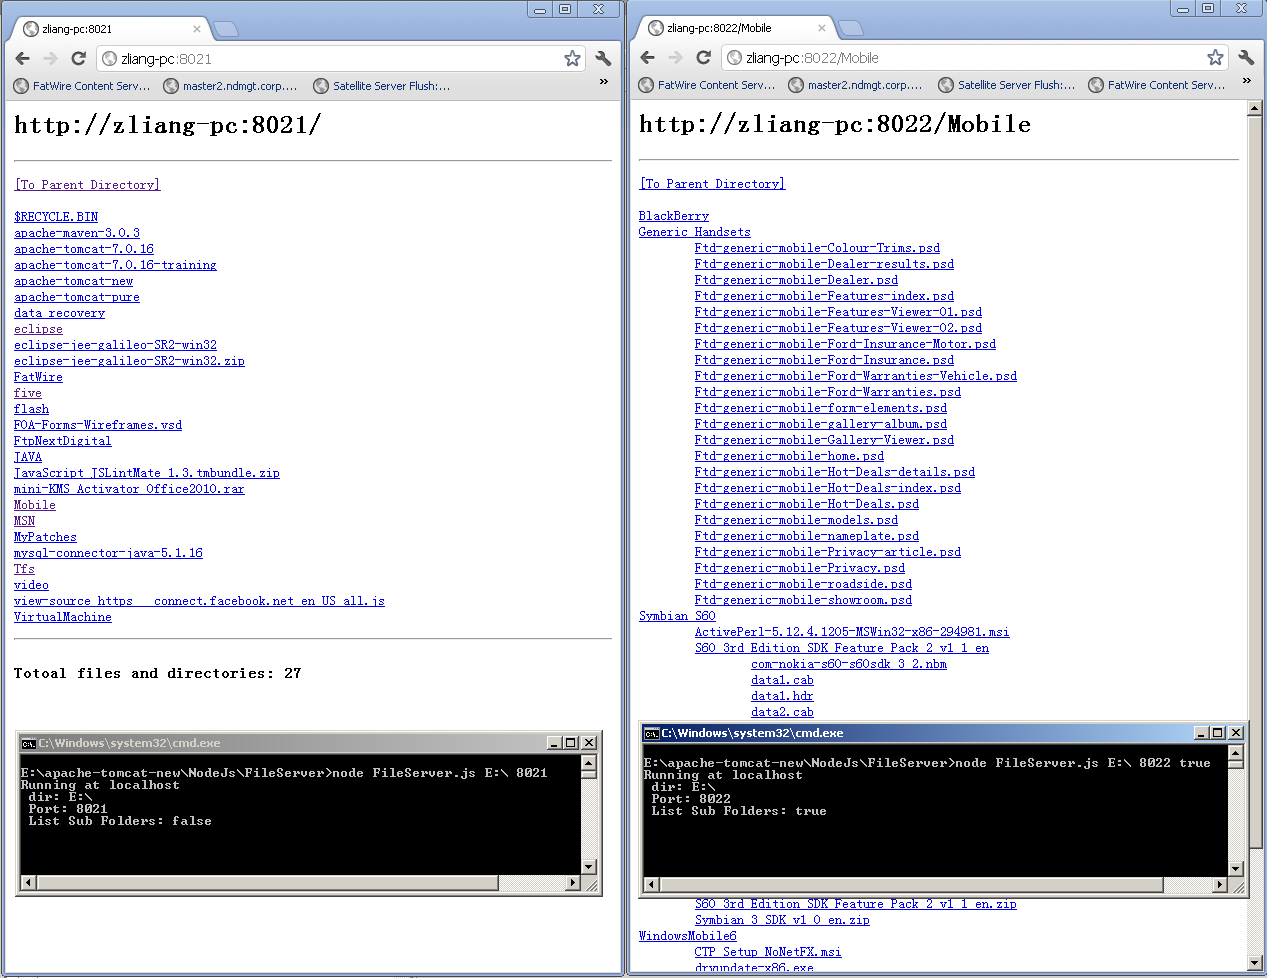 zliang-pc:8021
zliang-pc:8021
FatWire Content Serv...
master2.ndmgt.corp....
Satellite Server Flush:...
»
http://zliang-pc:8021/
[To Parent Directory]
$RECYCLE.BIN
apache-maven-3.0.3
apache-tomcat-7.0.16
apache-tomcat-7.0.16-training
apache-tomcat-new
apache-tomcat-pure
data recovery
eclipse
eclipse-jee-galileo-SR2-win32
eclipse-jee-galileo-SR2-win32.zip
FatWire
five
flash
FOA-Forms-Wireframes.vsd
FtpNextDigital
JAVA
JavaScript JSLintMate 1.3.tmbundle.zip
mini-KMS Activator Office2010.rar
Mobile
MSN
MyPatches
mysql-connector-java-5.1.16
Tfs
video
view-source https   connect.facebook.net en US all.js
VirtualMachine
Totoal files and directories: 27
C:\Windows\system32\cmd.exe
E:\apache-tomcat-new\NodeJs\FileServer>node FileServer.js E:\ 8021
Running at localhost
dir: E:\
Port: 8021
List Sub Folders: false
zliang-pc:8022/Mobile
zliang-pc:8022/Mobile
FatWire Content Serv...
master2.ndmgt.corp....
Satellite Server Flush:...
FatWire Content Serv...
»
http://zliang-pc:8022/Mobile
[To Parent Directory]
BlackBerry
Generic Handsets
Ftd-generic-mobile-Colour-Trims.psd
Ftd-generic-mobile-Dealer-results.psd
Ftd-generic-mobile-Dealer.psd
Ftd-generic-mobile-Features-index.psd
Ftd-generic-mobile-Features-Viewer-01.psd
Ftd-generic-mobile-Features-Viewer-02.psd
Ftd-generic-mobile-Ford-Insurance-Motor.psd
Ftd-generic-mobile-Ford-Insurance.psd
Ftd-generic-mobile-Ford-Warranties-Vehicle.psd
Ftd-generic-mobile-Ford-Warranties.psd
Ftd-generic-mobile-form-elements.psd
Ftd-generic-mobile-gallery-album.psd
Ftd-generic-mobile-Gallery-Viewer.psd
Ftd-generic-mobile-home.psd
Ftd-generic-mobile-Hot-Deals-details.psd
Ftd-generic-mobile-Hot-Deals-index.psd
Ftd-generic-mobile-Hot-Deals.psd
Ftd-generic-mobile-models.psd
Ftd-generic-mobile-nameplate.psd
Ftd-generic-mobile-Privacy-article.psd
Ftd-generic-mobile-Privacy.psd
Ftd-generic-mobile-roadside.psd
Ftd-generic-mobile-showroom.psd
Symbian S60
ActivePerl-5.12.4.1205-MSWin32-x86-294981.msi
S60 3rd Edition SDK Feature Pack 2 v1 1 en
com-nokia-s60-s60sdk 3 2.nbm
data1.cab
data1.hdr
data2.cab
C:\Windows\system32\cmd.exe
E:\apache-tomcat-new\NodeJs\FileServer>node FileServer.js E:\ 8022 true
Running at localhost
dir: E:\
Port: 8022
List Sub Folders: true
S60 3rd Edition SDK Feature Pack 2 v1 1 en.zip
Symbian 3 SDK v1 0 en.zip
WindowsMobile6
CTP Setup NoNetFX.msi
drvupdate-x86.exe